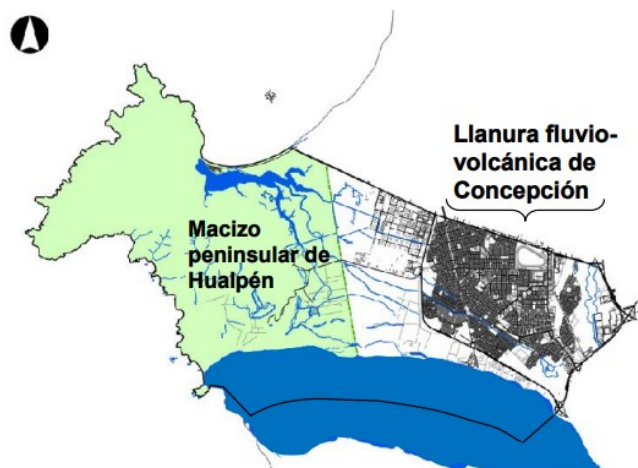 Llanura fluvio-
volcánica de
Concepción
Macizo
peninsular de
Hualpén